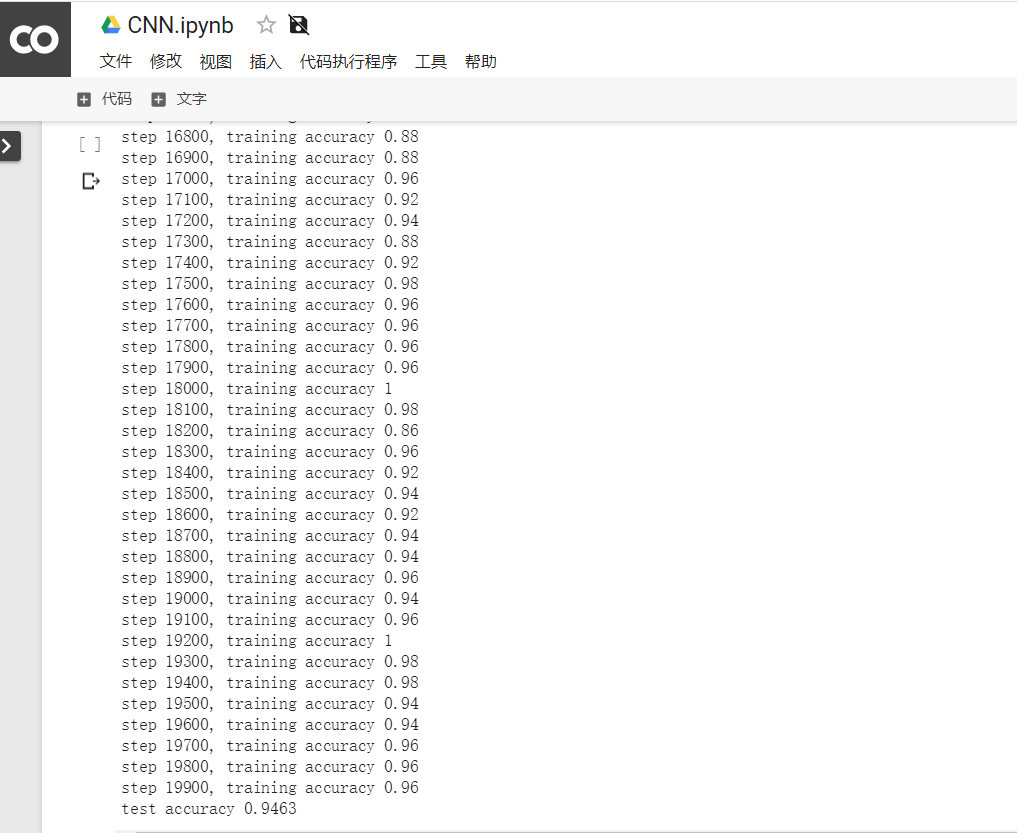 CO
CNN.ipynb
文件 修改 视图 插入 代码执行程序 工具 帮助
代码 文字
step 16800, training accuracy 0.88
step 16900, training accuracy 0.88
step 17000, training accuracy 0.96
step 17100, training accuracy 0.92
step 17200, training accuracy 0.94
step 17300, training accuracy 0.88
step 17400, training accuracy 0.92
step 17500, training accuracy 0.98
step 17600, training accuracy 0.96
step 17700, training accuracy 0.96
step 17800, training accuracy 0.96
step 17900, training accuracy 0.96
step 18000, training accuracy 1
step 18100, training accuracy 0.98
step 18200, training accuracy 0.86
step 18300, training accuracy 0.96
step 18400, training accuracy 0.92
step 18500, training accuracy 0.94
step 18600, training accuracy 0.92
step 18700, training accuracy 0.94
step 18800, training accuracy 0.94
step 18900, training accuracy 0.96
step 19000, training accuracy 0.94
step 19100, training accuracy 0.96
step 19200, training accuracy 1
step 19300, training accuracy 0.98
step 19400, training accuracy 0.98
step 19500, training accuracy 0.94
step 19600, training accuracy 0.94
step 19700, training accuracy 0.96
step 19800, training accuracy 0.96
step 19900, training accuracy 0.96
test accuracy 0.9463